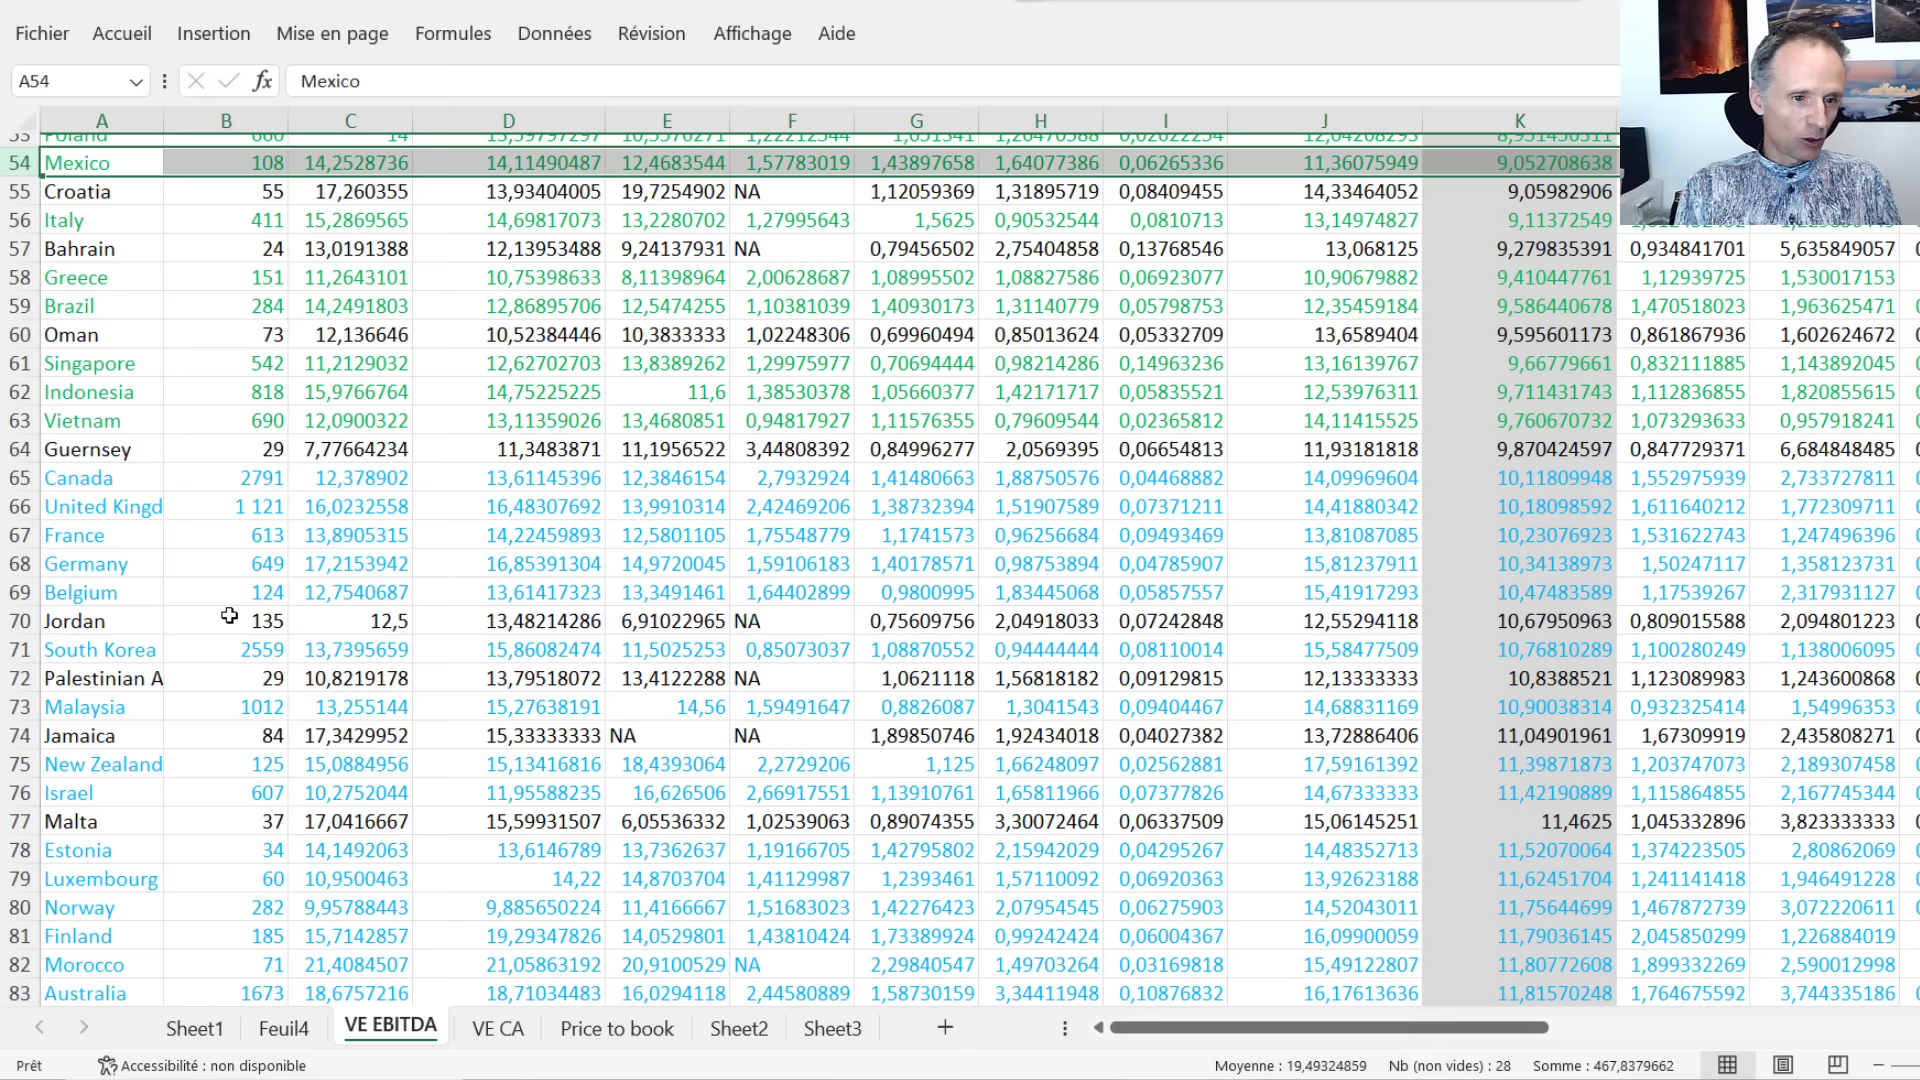 Fichier Accueil Insertion Mise en page Formules Données Révision Affichage Aide
A54 fx Mexico
A B C D E F G H I J K
54 Mexico 108 14,2528736 14,11490487 12,4683544 1,57783019 1,43897658 1,64077386 0,06265336 11,36075949 9,052708638
55 Croatia 55 17,260355 13,93404005 19,7254902 NA 1,12059369 1,31895719 0,08409455 14,33464052 9,05982906
56 Italy 411 15,2869565 14,69817073 13,2280702 1,27995643 1,5625 0,90532544 0,0810713 13,14974827 9,11372549
57 Bahrain 24 13,0191388 12,13953488 9,24137931 NA 0,79456502 2,75404858 0,13768546 13,068125 9,279835391 0,934841701 5,635849057
58 Greece 151 11,2643101 10,75398633 8,11398964 2,00628687 1,08995502 1,08827586 0,06923077 10,90679882 9,410447761 1,12939725 1,530017153
59 Brazil 284 14,2491803 12,86895706 12,5474255 1,10381039 1,40930173 1,31140779 0,05798753 12,35459184 9,586440678 1,470518023 1,963625471
60 Oman 73 12,136646 10,52384446 10,3833333 1,02248306 0,69960494 0,85013624 0,05332709 13,6589404 9,595601173 0,861867936 1,602624672
61 Singapore 542 11,2129032 12,62702703 13,8389262 1,29975977 0,70694444 0,98214286 0,14963236 13,16139767 9,66779661 0,832111885 1,143892045
62 Indonesia 818 15,9766764 14,75225225 11,6 1,38530378 1,05660377 1,42171717 0,05835521 12,53976311 9,711431743 1,112836855 1,820855615
63 Vietnam 690 12,0900322 13,11359026 13,4680851 0,94817927 1,11576355 0,79609544 0,02365812 14,11415525 9,760670732 1,073293633 0,957918241
64 Guernsey 29 7,77664234 11,3483871 11,1956522 3,44808392 0,84996277 2,0569395 0,06654813 11,93181818 9,870424597 0,847729371 6,684848485
65 Canada 2791 12,378902 13,61145396 12,3846154 2,7932924 1,41480663 1,88750576 0,04468882 14,09969604 10,11809948 1,552975939 2,733727811
66 United Kingd 1 121 16,0232558 16,48307692 13,9910314 2,42469206 1,38732394 1,51907589 0,07371211 14,41880342 10,18098592 1,611640212 1,772309711
67 France 613 13,8905315 14,22459893 12,5801105 1,75548779 1,1741573 0,96256684 0,09493467 13,81087085 10,23076923 1,531622743 1,247496396
68 Germany 649 17,2153942 16,85391304 14,9720045 1,59106183 1,40178571 0,98753894 0,04785907 15,81237911 10,34138973 1,50247117 1,358123731
69 Belgium 124 12,7540687 13,61417323 13,3491461 1,64402899 0,9800995 1,83445068 0,05857557 15,41917293 10,47483589 1,17539267 2,317931127
70 Jordan 135 12,5 13,48214286 6,91022965 NA 0,75609756 2,04918033 0,07242848 12,55294118 10,67950963 0,809015588 2,094801223
71 South Korea 2559 13,7395659 15,86082474 11,5025253 0,85073037 1,08870552 0,94444444 0,08110014 15,58477509 10,76810289 1,100280249 1,138006095
72 Palestinian A 29 10,8219178 13,79518072 13,4122288 NA 1,0621118 1,56818182 0,09129815 12,13333333 10,8388521 1,123089983 1,243600868
73 Malaysia 1012 13,255144 15,27638191 14,56 1,59491647 0,8826087 1,3041543 0,09404467 14,68831169 10,90038314 0,932325414 1,54996353
74 Jamaica 84 17,3429952 15,33333333 NA NA 1,89850746 1,92434018 0,04027382 13,72886406 11,04901961 1,67309919 2,435808271
75 New Zealand 125 15,0884956 15,13416816 18,4393064 2,2729206 1,125 1,66248097 0,02562881 17,59161392 11,39871873 1,203747073 2,189307458
76 Israel 607 10,2752044 11,95588235 16,626506 2,66917551 1,13910761 1,65811966 0,07377826 14,67333333 11,42190889 1,115864855 2,167745344
77 Malta 37 17,0416667 15,59931507 6,05536332 1,02539063 0,89074355 3,30072464 0,06337509 15,06145251 11,4625 1,045332896 3,823333333
78 Estonia 34 14,1492063 13,6146789 13,7362637 1,19166705 1,42795802 2,15942029 0,04295267 14,48352713 11,52070064 1,374223505 2,80862069
79 Luxembourg 60 10,9500463 14,22 14,8703704 1,41129987 1,2393461 1,57110092 0,06920363 13,92623188 11,62451704 1,241141418 1,946491228
80 Norway 282 9,95788443 9,885650224 11,4166667 1,51683023 1,42276423 2,07954545 0,06275903 14,52043011 11,75644699 1,467872739 3,072220611
81 Finland 185 15,7142857 19,29347826 14,0529801 1,43810424 1,73389924 0,99242424 0,06004367 16,09900059 11,79036145 2,045850299 1,226884019
82 Morocco 71 21,4084507 21,05863192 20,9100529 NA 2,29840547 1,49703264 0,03169818 15,49122807 11,80772608 1,899332269 2,590012998
83 Australia 1673 18,6757216 18,71034483 16,0294118 2,44580889 1,58730159 3,34411948 0,10876832 16,17613636 11,81570248 1,764675592 3,744335186
Sheet1 Feuil4 VE EBITDA VE CA Price to book Sheet2 Sheet3
Prêt Accessibilité : non disponible Moyenne : 19,49324859 Nb (non vides) : 28 Somme : 467,8379662